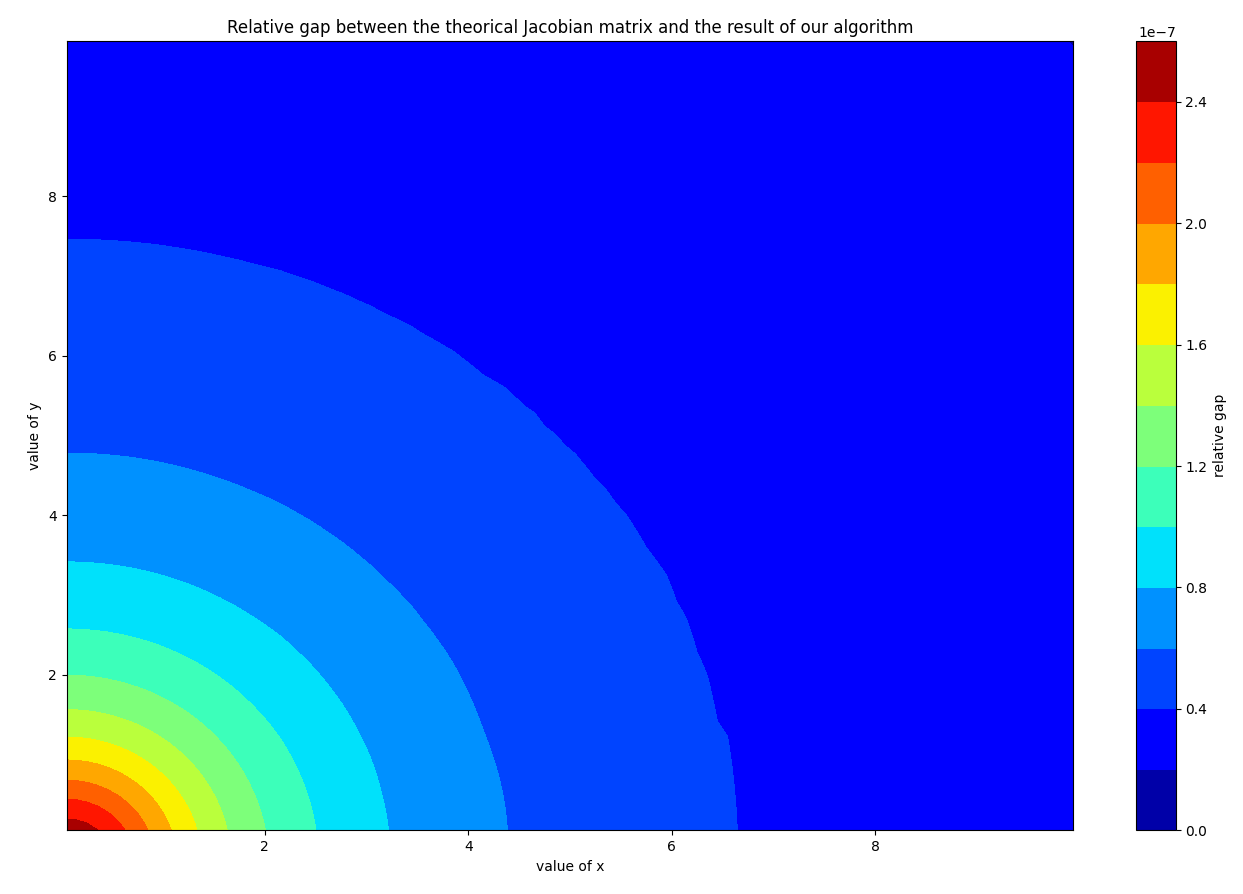 Relative gap between the theorical Jacobian matrix and the result of our algorithm
1e−7
2.4
2.0
1.6
1.2
0.8
0.4
0.0
relative gap
value of y
8
6
4
2
2 4 6 8
value of x